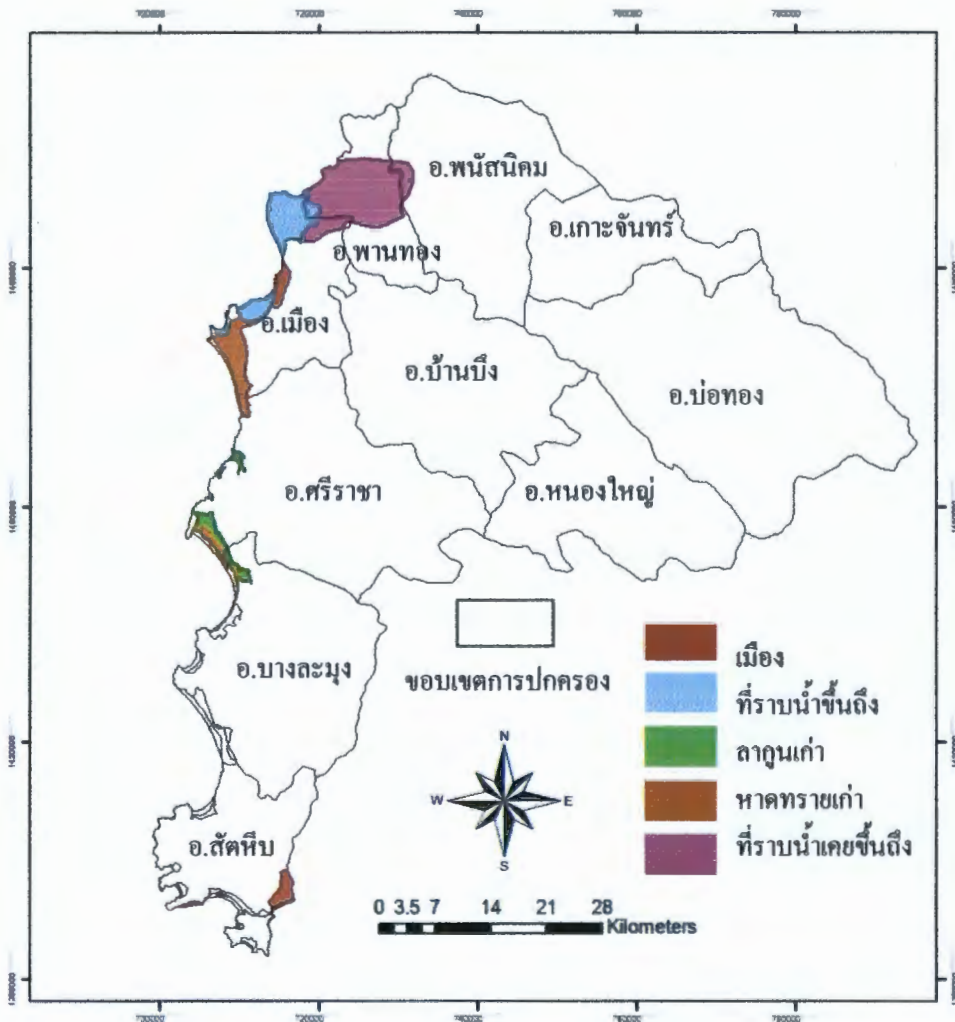 อ.พนัสนิคม
อ.เกาะจันทร์
อ.พานทอง
อ.เมือง
อ.บ้านบึง
อ.บ่อทอง
อ.ศรีราชา
อ.หนองใหญ่
อ.บางละมุง
ขอบเขตการปกครอง
เมือง
ที่ราบน้ำขึ้นถึง
ลากูนเก่า
หาดทรายเก่า
ที่ราบน้ำเคยขึ้นถึง
N
W E
S
อ.สัตหีบ
0 3.5 7 14 21 28
Kilometers